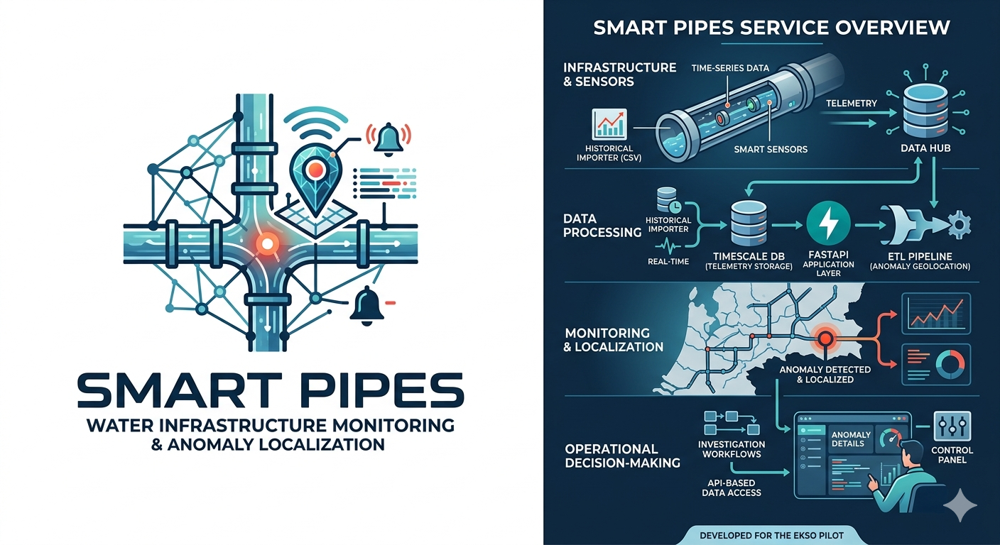 SMART PIPES
WATER INFRASTRUCTURE MONITORING
& ANOMALY LOCALIZATION
SMART PIPES SERVICE OVERVIEW
INFRASTRUCTURE
& SENSORS
TIME-SERIES DATA
HISTORICAL
IMPORTER (CSV)
SMART SENSORS
TELEMETRY
DATA HUB
DATA
PROCESSING
HISTORICAL
IMPORTER
REAL-TIME
TIMESCALE DB
(TELEMETRY STORAGE)
FASTAPI
APPLICATION
LAYER
ETL PIPELINE
(ANOMALY GEOLOCATION)
MONITORING
& LOCALIZATION
ANOMALY DETECTED
& LOCALIZED
OPERATIONAL
DECISION-MAKING
INVESTIGATION
WORKFLOWS
API-BASED
DATA ACCESS
ANOMALY
DETAILS
CONTROL
PANEL
DEVELOPED FOR THE EKSO PILOT